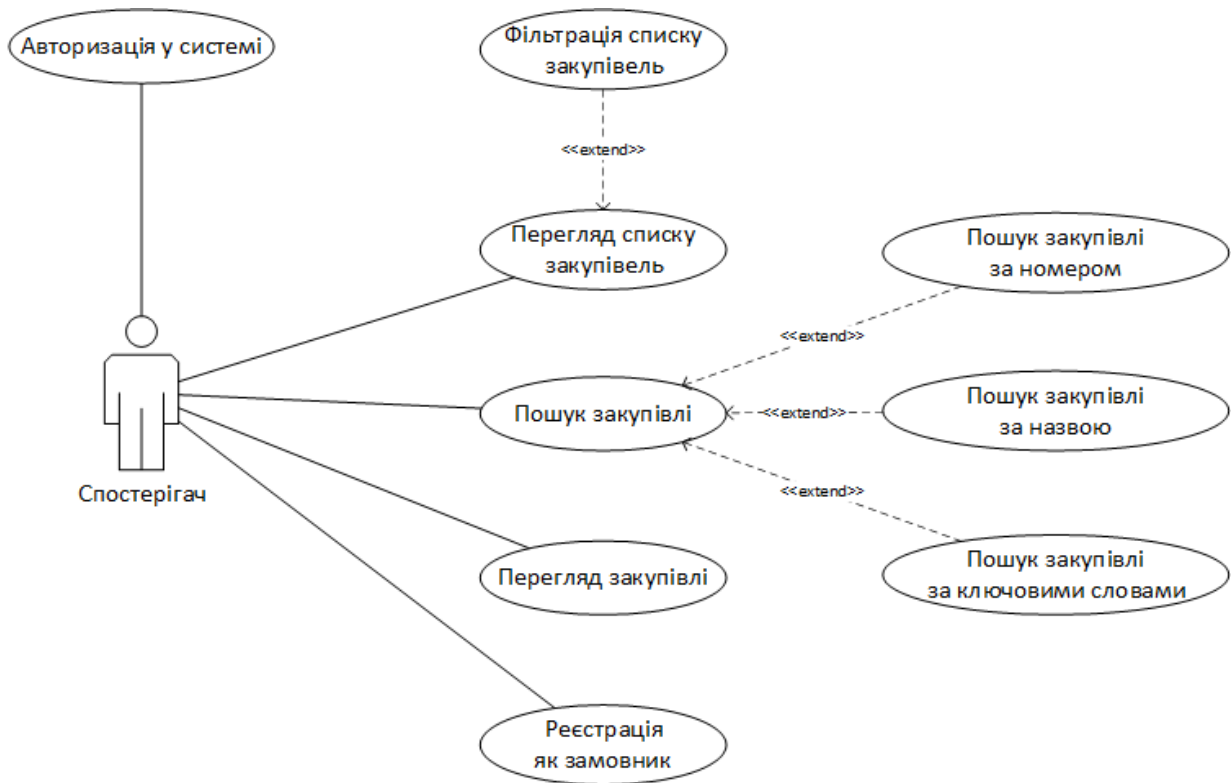 Авторизація у системі
Фільтрація списку
закупівель
<<extend>>
Перегляд списку
закупівель
Пошук закупівлі
за номером
<<extend>>
Пошук закупівлі
<<extend>>
Пошук закупівлі
за назвою
Спостерігач
<<extend>>
Перегляд закупівлі
Пошук закупівлі
за ключовими словами
Реєстрація
як замовник